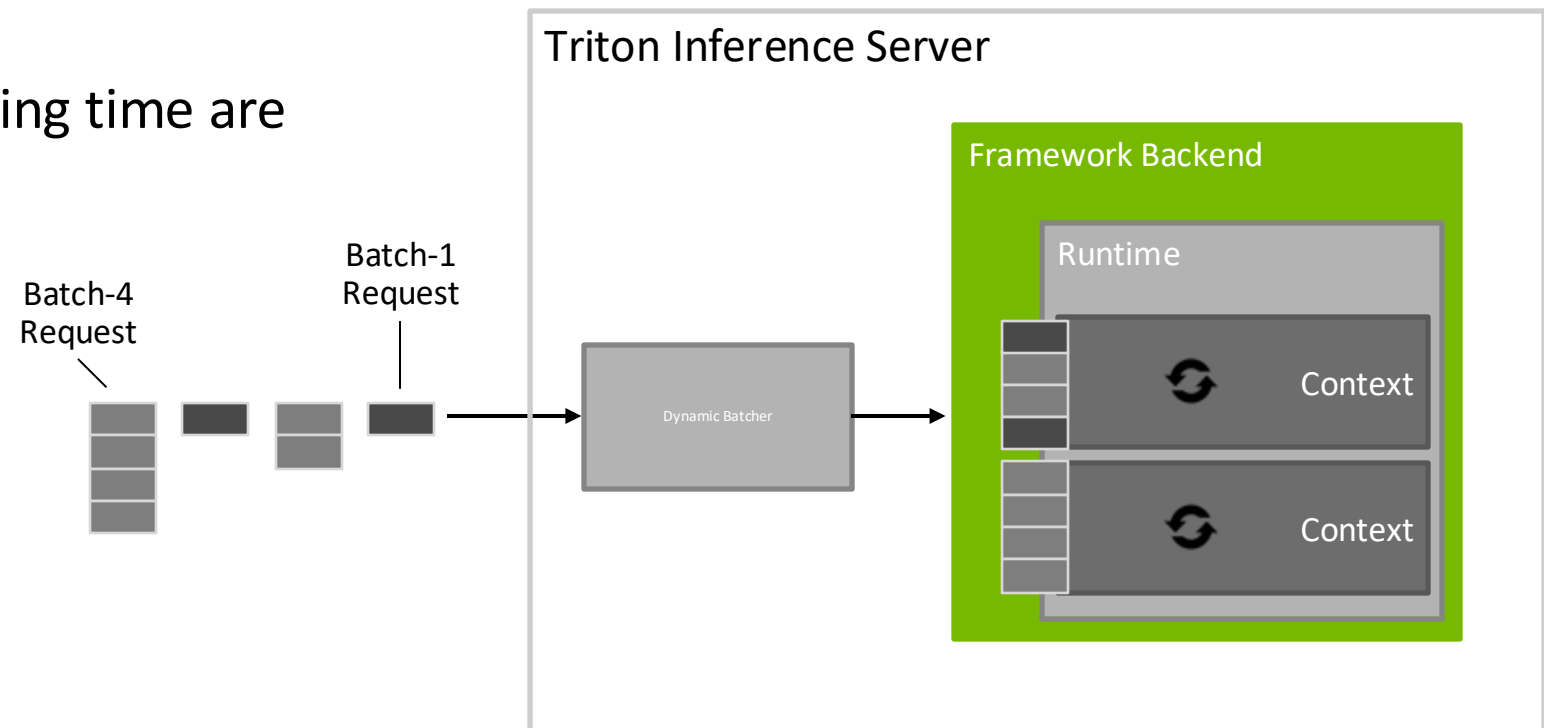 Triton Inference Server
ing time are
Framework Backend
Runtime
Batch-1
Request
Batch-4
Request
Context
Dynamic Batcher
Context